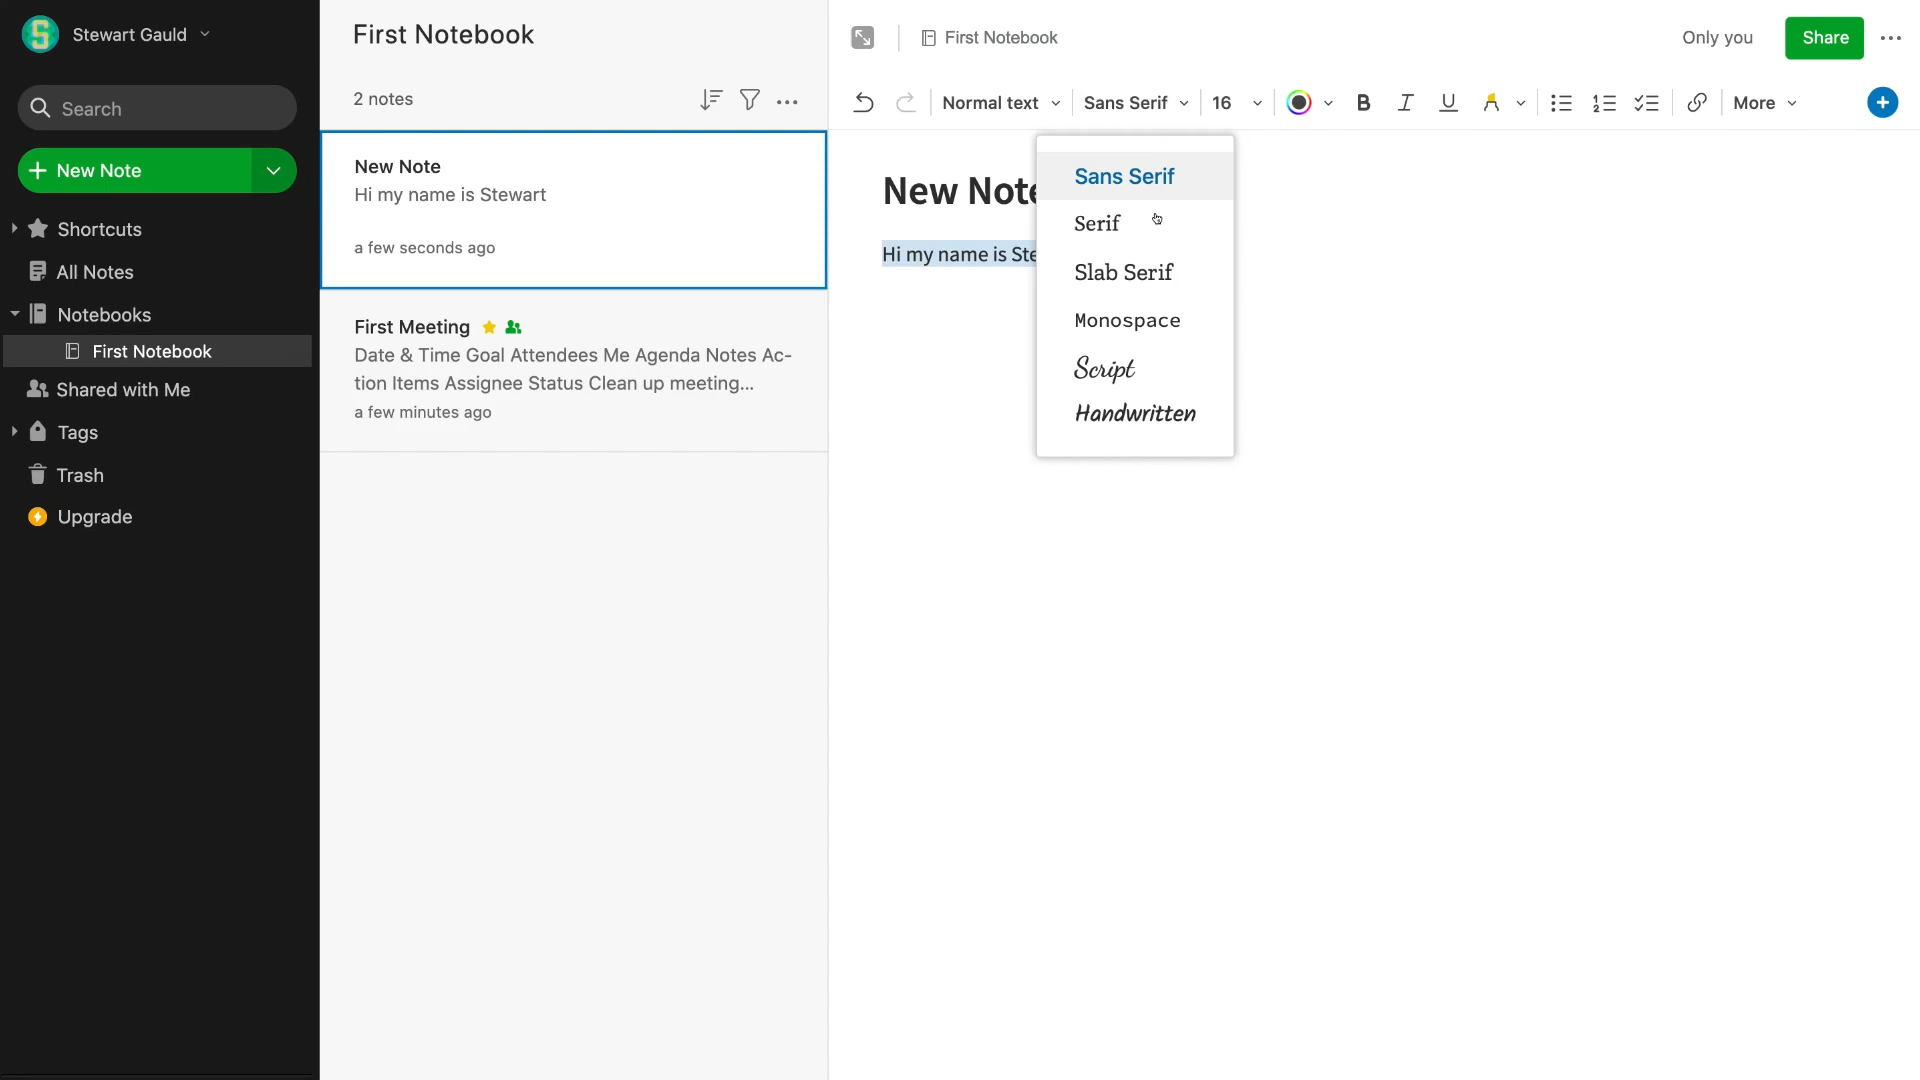 Stewart Gauld
Search
New Note
Shortcuts
All Notes
Notebooks
First Notebook
Shared with Me
Tags
Trash
Upgrade
First Notebook
2 notes
New Note
Hi my name is Stewart
a few seconds ago
First Meeting
Date & Time Goal Attendees Me Agenda Notes Ac-
tion Items Assignee Status Clean up meeting...
a few minutes ago
First Notebook
Only you
Share
Normal text
Sans Serif
16
B
I
U
More
New Note
Hi my name is Ste
Sans Serif
Serif
Slab Serif
Monospace
Script
Handwritten